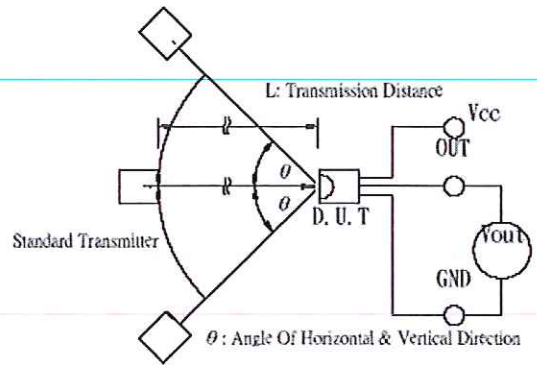 L: Transmission Distance
Vcc
OUT
θ
θ
D. U. T
Standard Transmitter
Vout
GND
θ : Angle Of Horizontal & Vertical Direction